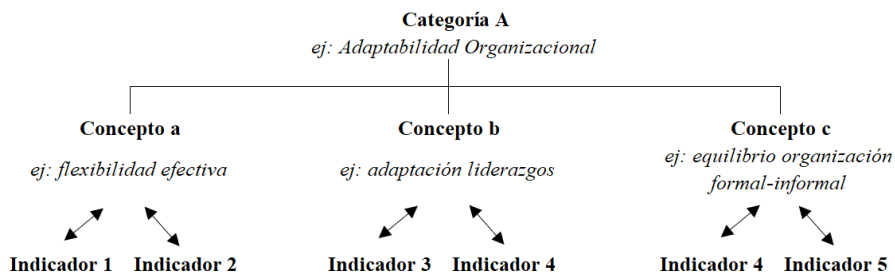 Categoría A
ej: Adaptabilidad Organizacional
Concepto a
Concepto b
Concepto c
ej: flexibilidad efectiva
ej: adaptación liderazgos
ej: equilibrio organización
formal-informal
Indicador 1
Indicador 2
Indicador 3
Indicador 4
Indicador 4
Indicador 5